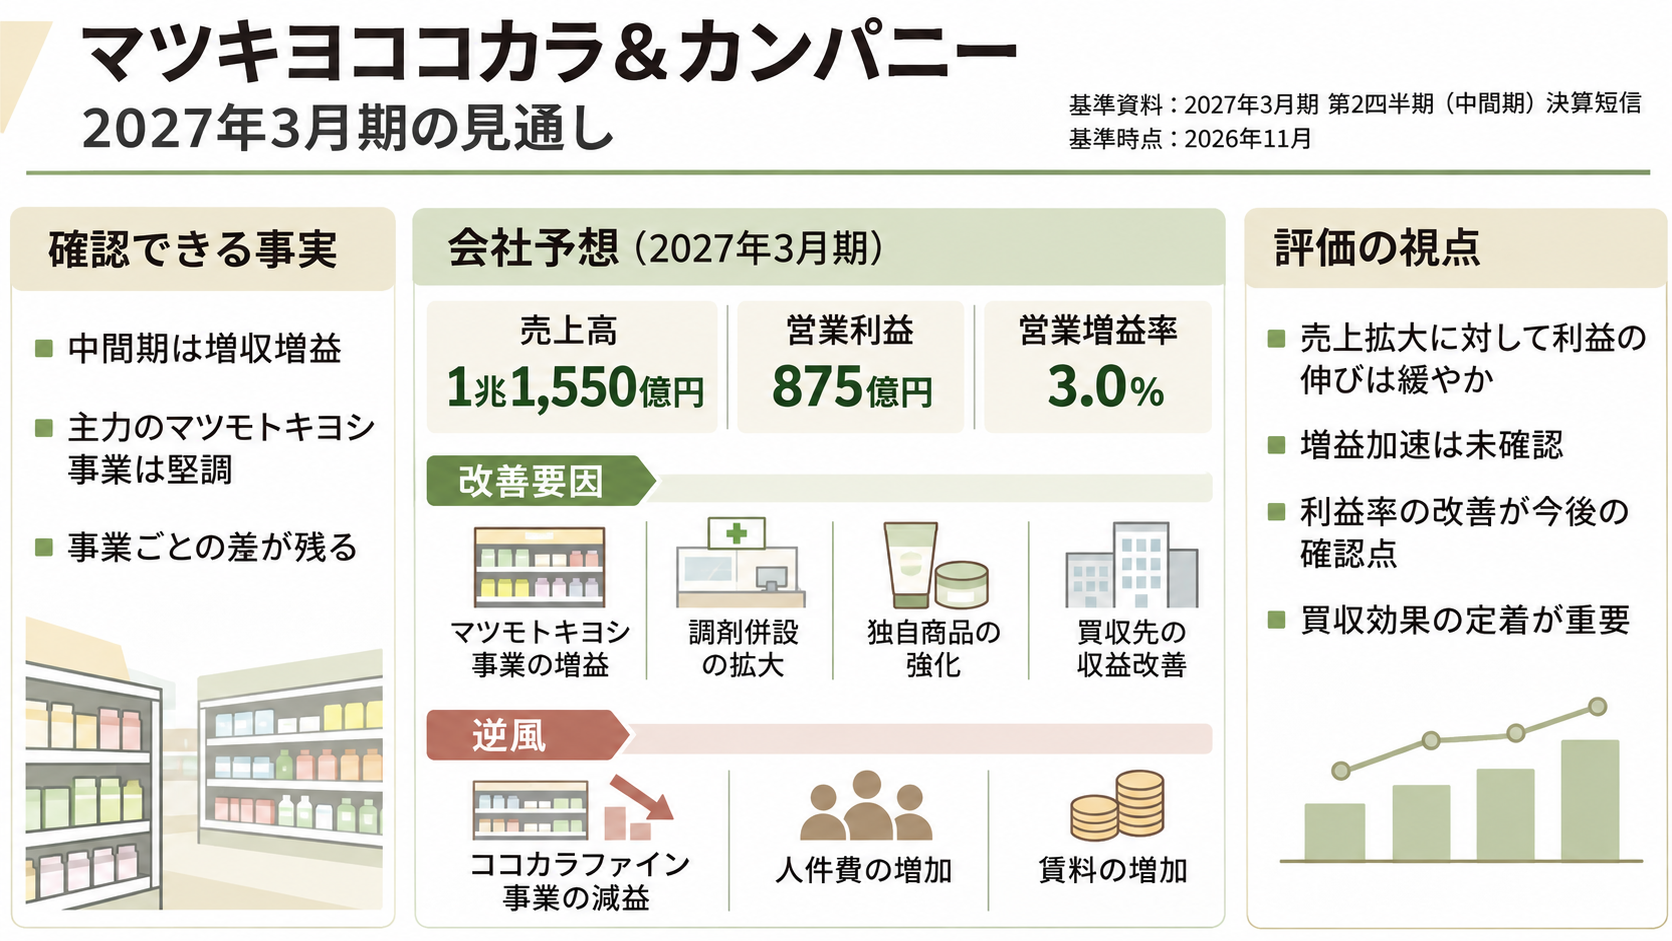 マツキヨココカラ＆カンパニー
2027年3月期の見通し
基準資料：2027年3月期 第2四半期（中間期）決算短信
基準時点：2026年11月
確認できる事実
中間期は増収増益
主力のマツモトキヨシ
事業は堅調
事業ごとの差が残る
会社予想（2027年3月期）
売上高
1兆1,550億円
営業利益
875億円
営業増益率
3.0%
改善要因
マツモトキヨシ
事業の増益
調剤併設
の拡大
独自商品の
強化
買収先の
収益改善
逆風
ココカラファイン
事業の減益
人件費の増加
賃料の増加
評価の視点
売上拡大に対して利益の
伸びは緩やか
増益加速は未確認
利益率の改善が今後の
確認点
買収効果の定着が重要